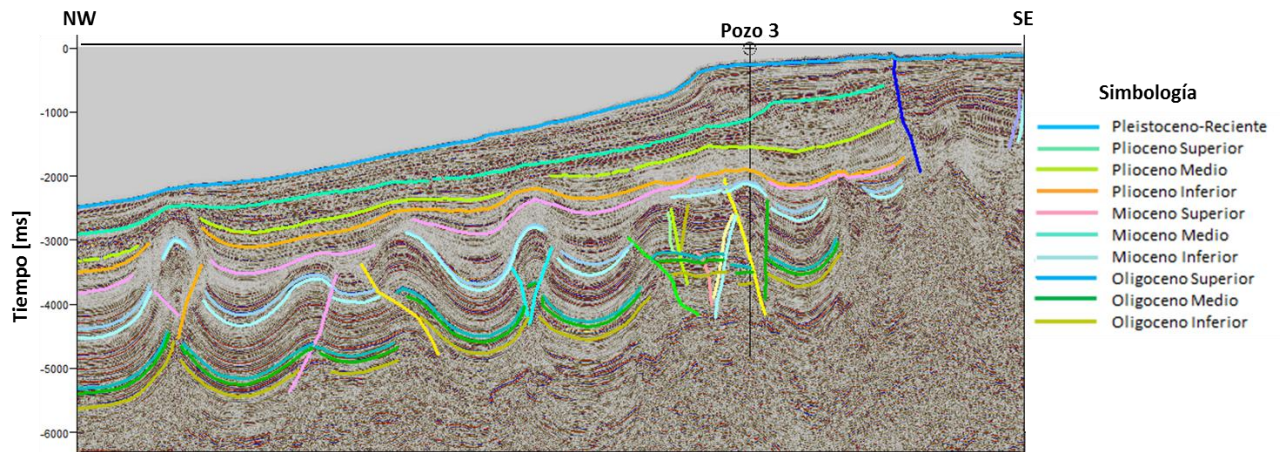 NW
Pozo 3
SE
0
-1000
-2000
-3000
-4000
-5000
-6000
Tiempo [ms]
Simbología
Pleistoceno-Reciente
Plioceno Superior
Plioceno Medio
Plioceno Inferior
Mioceno Superior
Mioceno Medio
Mioceno Inferior
Oligoceno Superior
Oligoceno Medio
Oligoceno Inferior